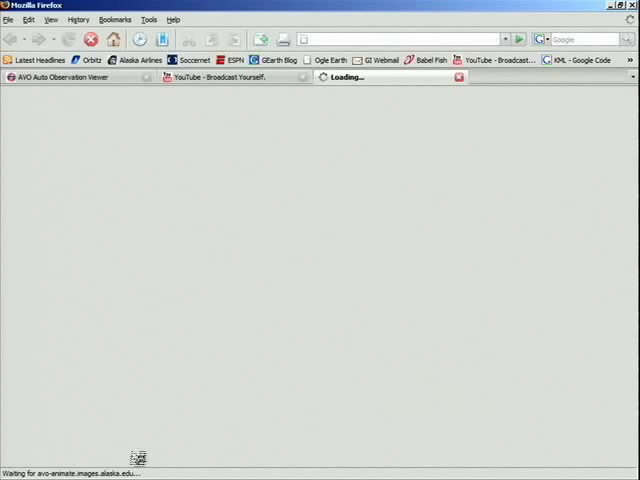 Mozilla Firefox
File Edit View History Bookmarks Tools Help
Google
Latest Headlines Orbitz Alaska Airlines Soccernet ESPN GEarth Blog Ogle Earth GI Webmail Babel Fish YouTube - Broadcast... KML - Google Code »
AVO Auto Observation Viewer YouTube - Broadcast Yourself. Loading...
Waiting for avo-animate.images.alaska.edu...